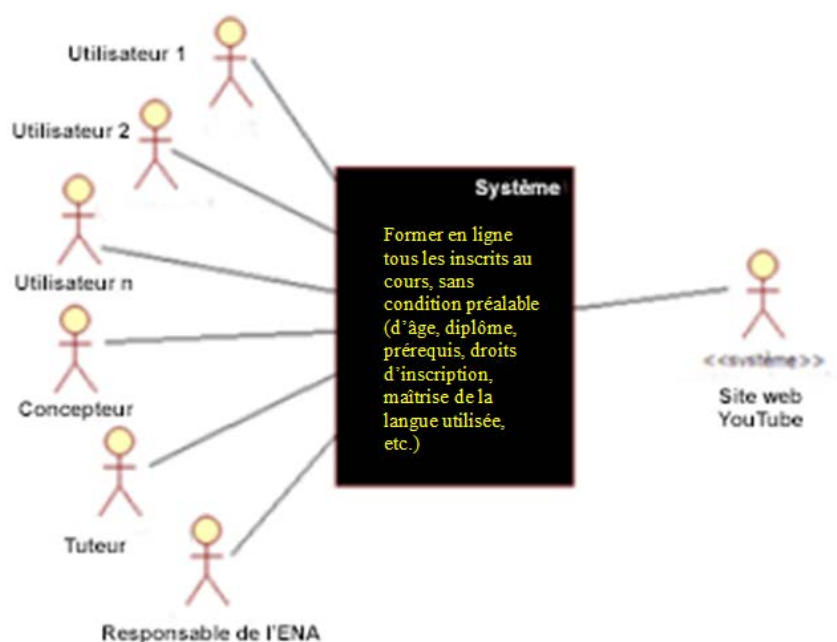 Utilisateur 1
Utilisateur 2
Utilisateur n
Concepteur
Tuteur
Responsable de l'ENA
Système
Former en ligne
tous les inscrits au
cours, sans
condition préalable
(d'âge, diplôme,
prérequis, droits
d'inscription,
maîtrise de la
langue utilisée,
etc.)
<<système>>
Site web
YouTube